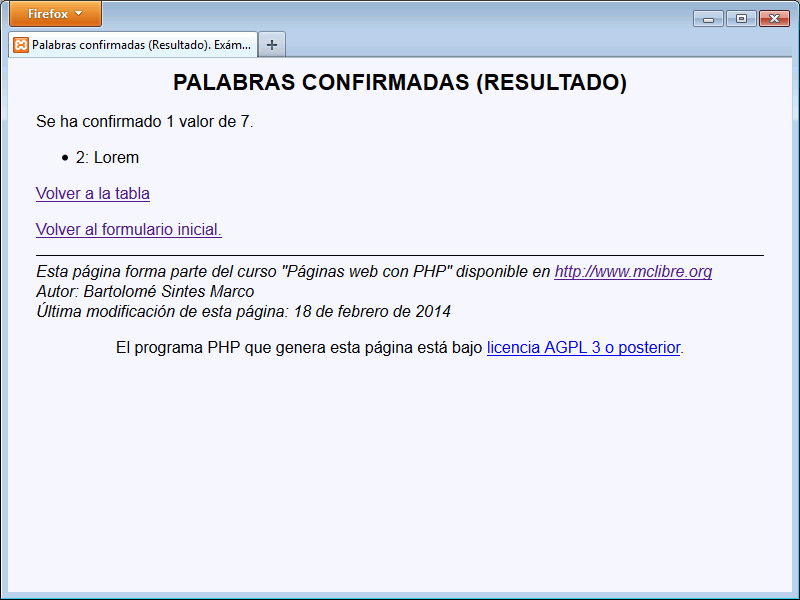 Firefox
Palabras confirmadas (Resultado). Exám...
PALABRAS CONFIRMADAS (RESULTADO)
Se ha confirmado 1 valor de 7.
• 2: Lorem
Volver a la tabla
Volver al formulario inicial.
Esta página forma parte del curso "Páginas web con PHP" disponible en http://www.mclibre.org
Autor: Bartolomé Sintes Marco
Última modificación de esta página: 18 de febrero de 2014
El programa PHP que genera esta página está bajo licencia AGPL 3 o posterior.